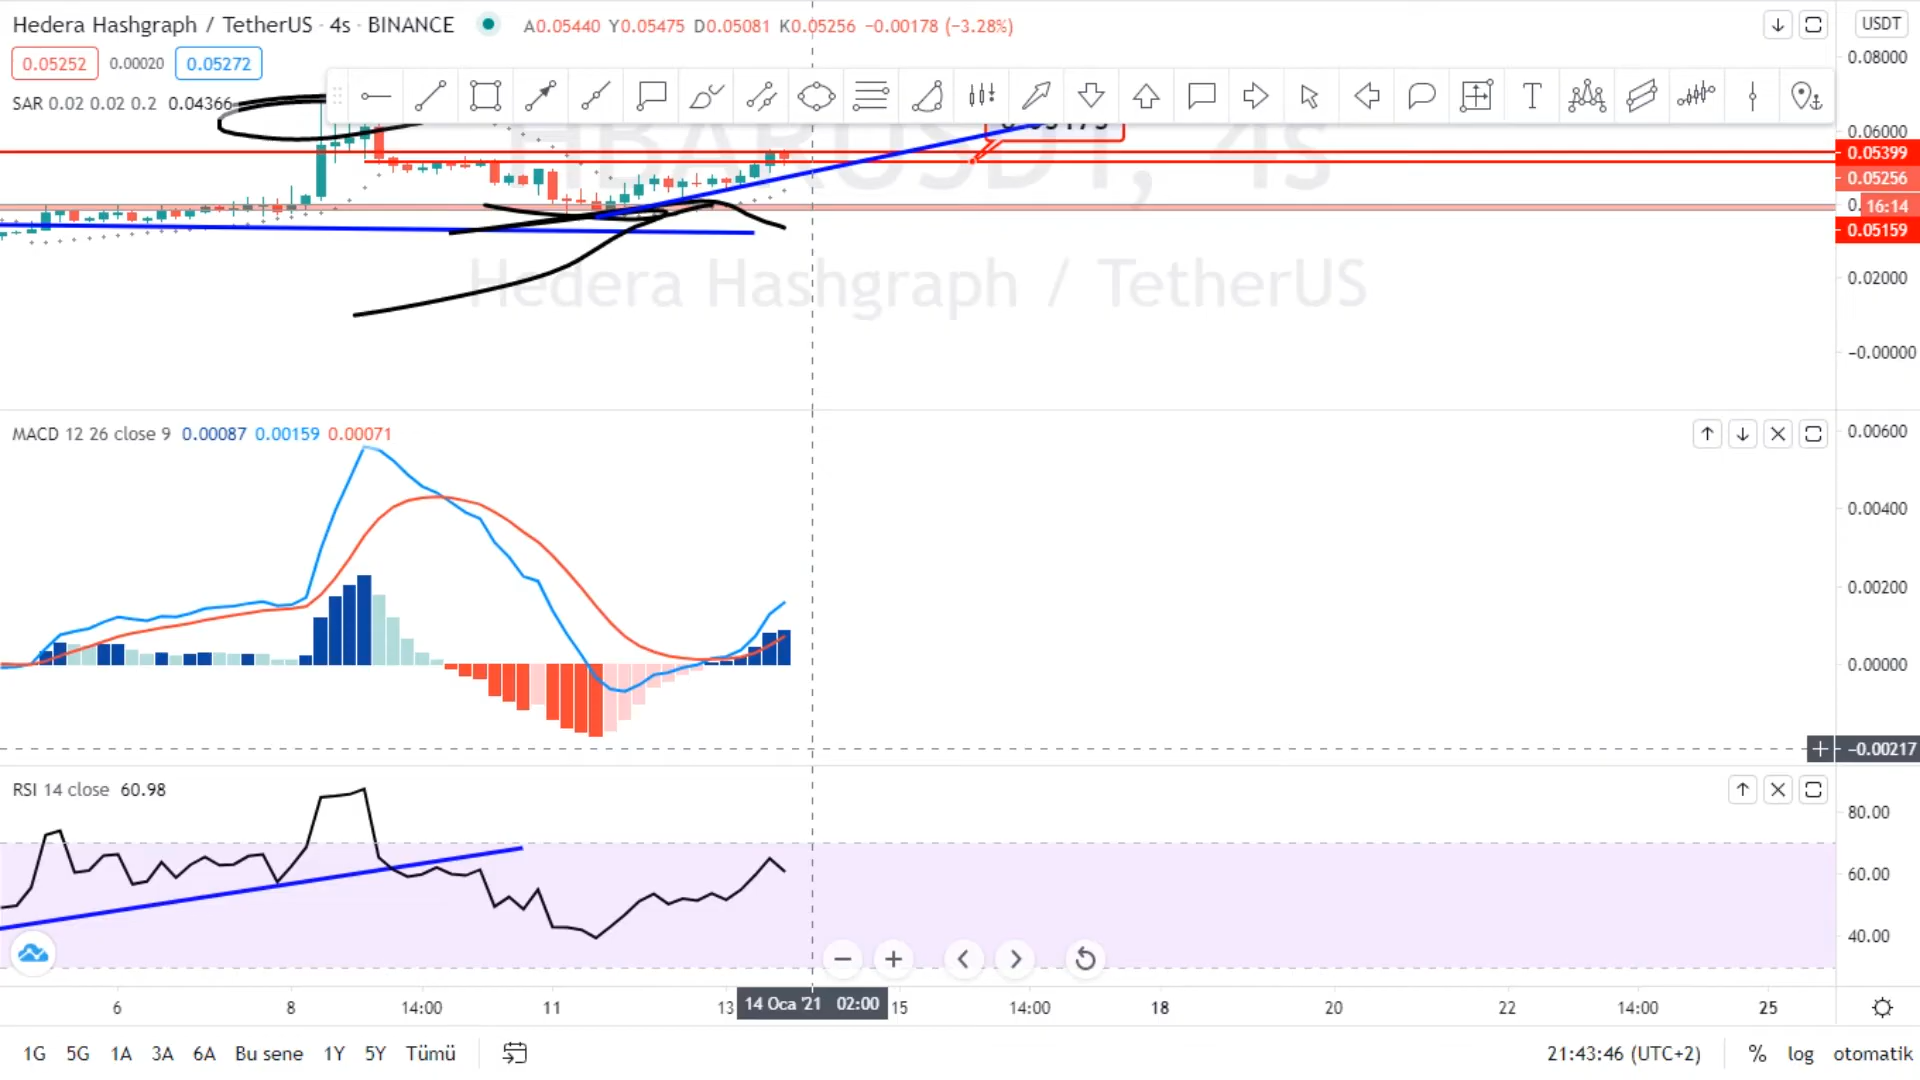 Hedera Hashgraph / TetherUS · 4s · BINANCE A0.05440 Y0.05475 D0.05081 K0.05256 −0.00178 (−3.28%)
USDT
0.05252 0.00020 0.05272
0.08000
SAR 0.02 0.02 0.2 0.04366
T
HBARUSDT, 4s
0.06000
0.05399
0.05256
16:14
0.05159
Hedera Hashgraph / TetherUS
0.02000
−0.00000
MACD 12 26 close 9 0.00087 0.00159 0.00071
0.00600
0.00400
0.00200
0.00000
−0.00217
RSI 14 close 60.98
80.00
60.00
40.00
6 8 14:00 11 13 14 Oca '21 02:00 15 14:00 18 20 22 14:00 25
1G 5G 1A 3A 6A Bu sene 1Y 5Y Tümü 21:43:46 (UTC+2) % log otomatik